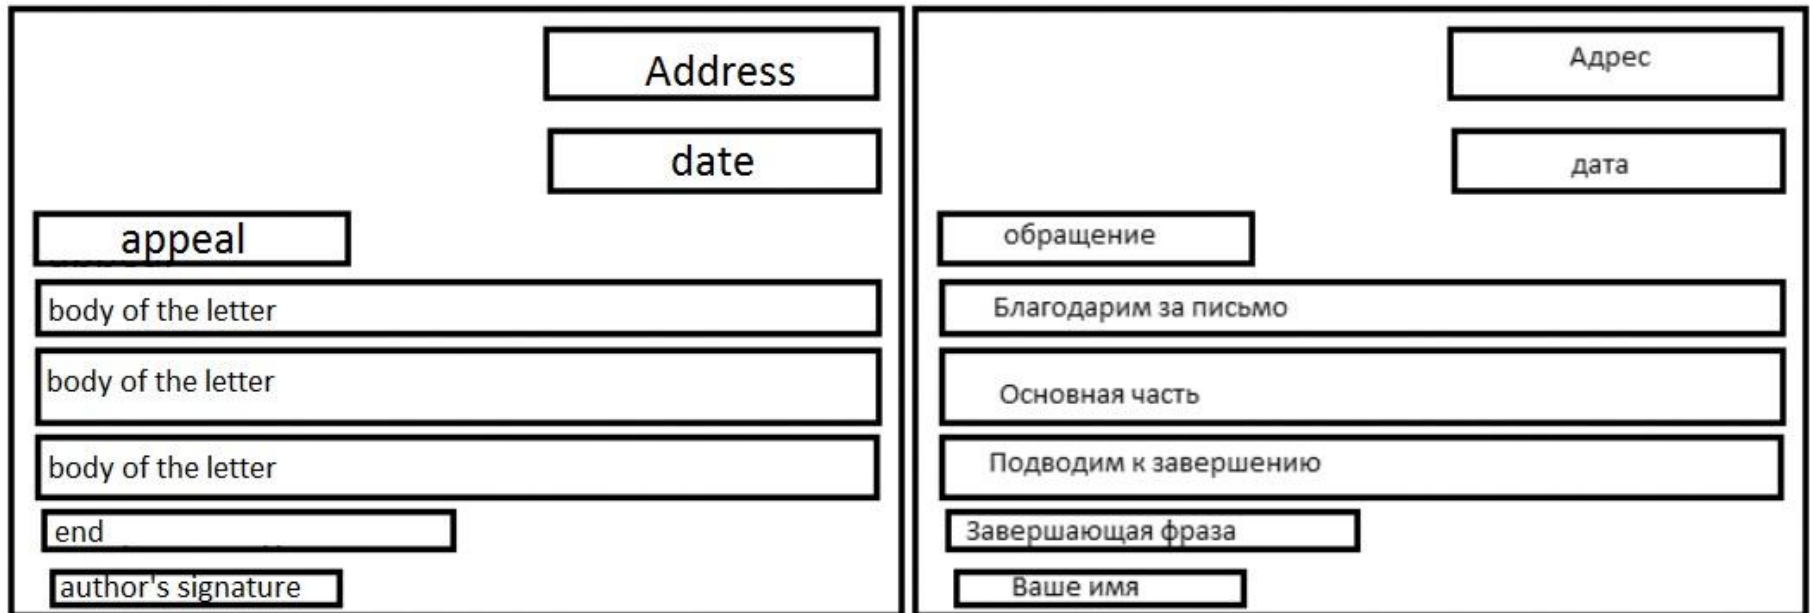 Address
date
appeal
body of the letter
body of the letter
body of the letter
end
author's signature
Адрес
дата
обращение
Благодарим за письмо
Основная часть
Подводим к завершению
Завершающая фраза
Ваше имя